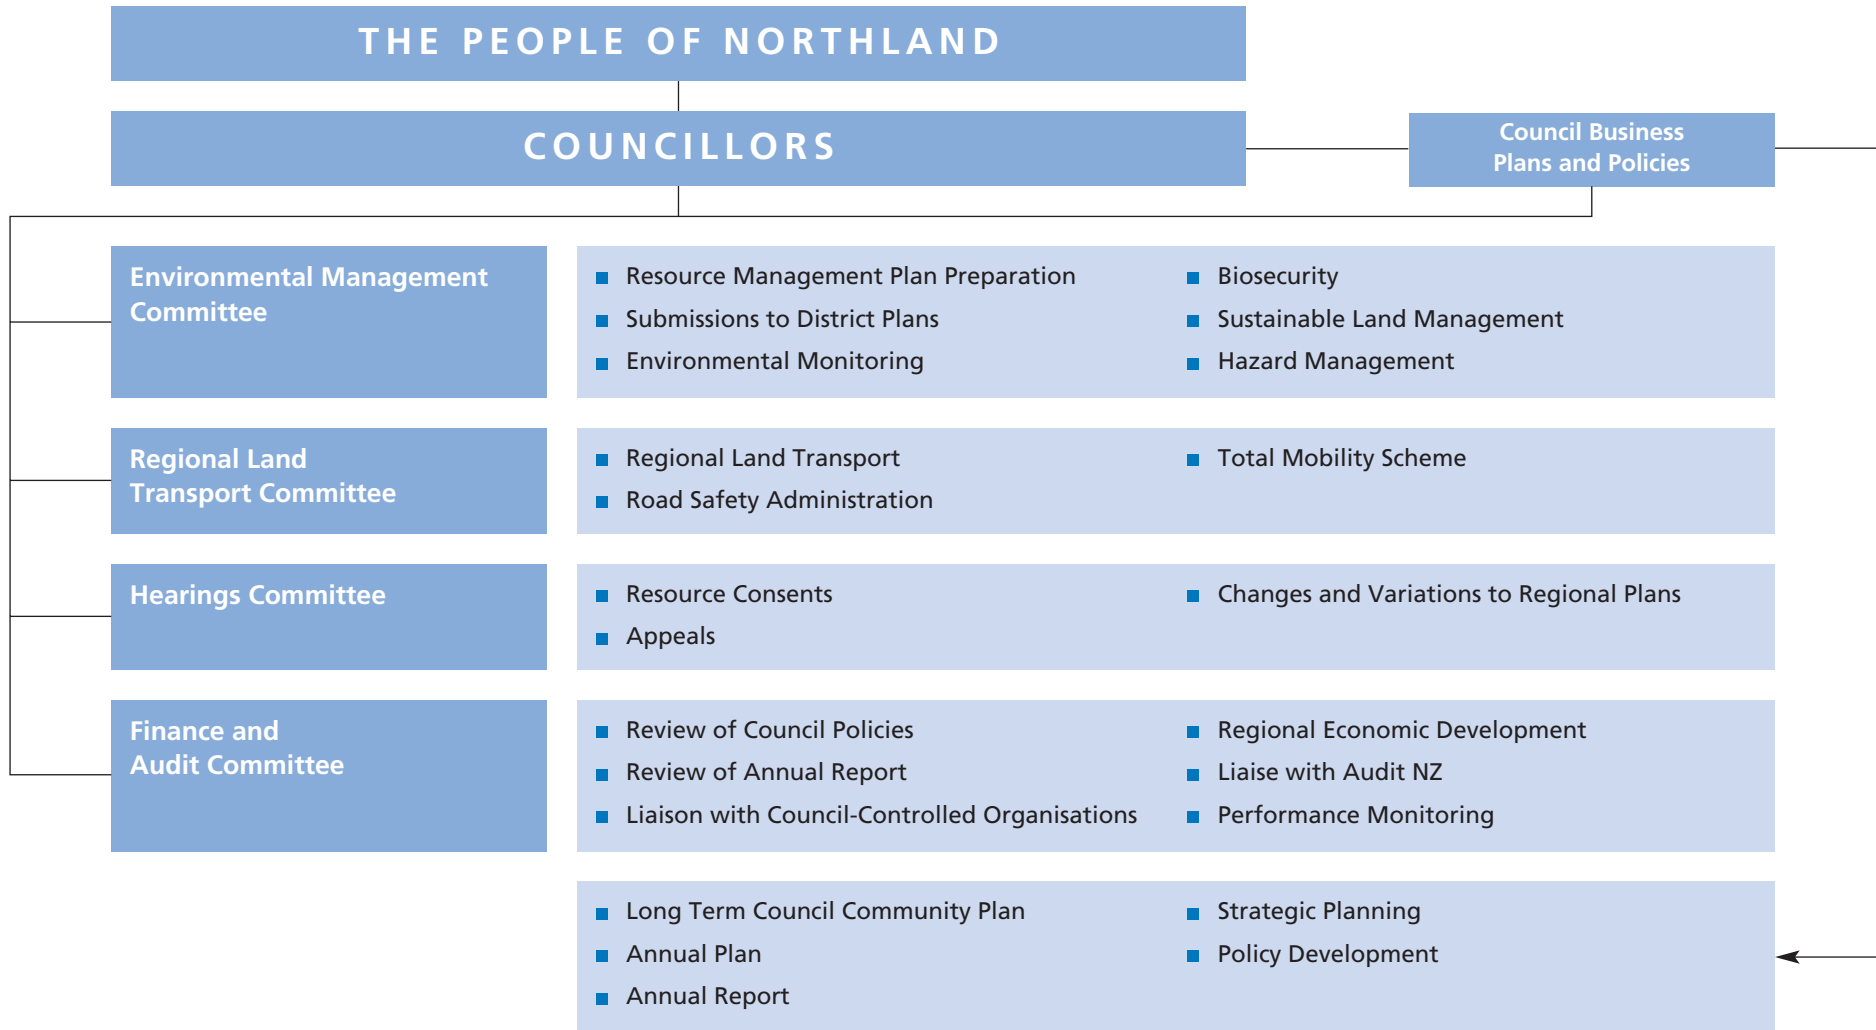 THE PEOPLE OF NORTHLAND
COUNCILLORS
Council Business
Plans and Policies
Environmental Management
Committee
Resource Management Plan Preparation
Submissions to District Plans
Environmental Monitoring
Biosecurity
Sustainable Land Management
Hazard Management
Regional Land
Transport Committee
Regional Land Transport
Road Safety Administration
Total Mobility Scheme
Hearings Committee
Resource Consents
Appeals
Changes and Variations to Regional Plans
Finance and
Audit Committee
Review of Council Policies
Review of Annual Report
Liaison with Council-Controlled Organisations
Regional Economic Development
Liaise with Audit NZ
Performance Monitoring
Long Term Council Community Plan
Annual Plan
Annual Report
Strategic Planning
Policy Development